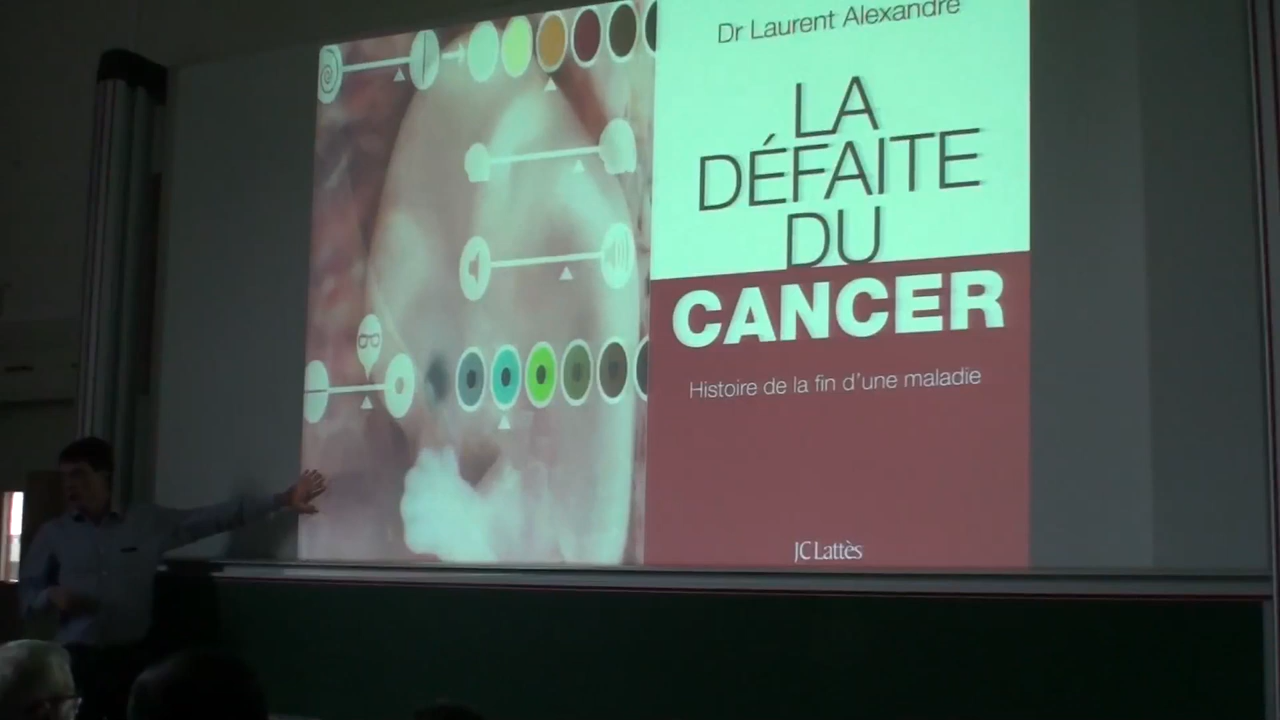 Dr Laurent Alexandre
LA
DÉFAITE
DU
CANCER
Histoire de la fin d'une maladie
JC Lattès